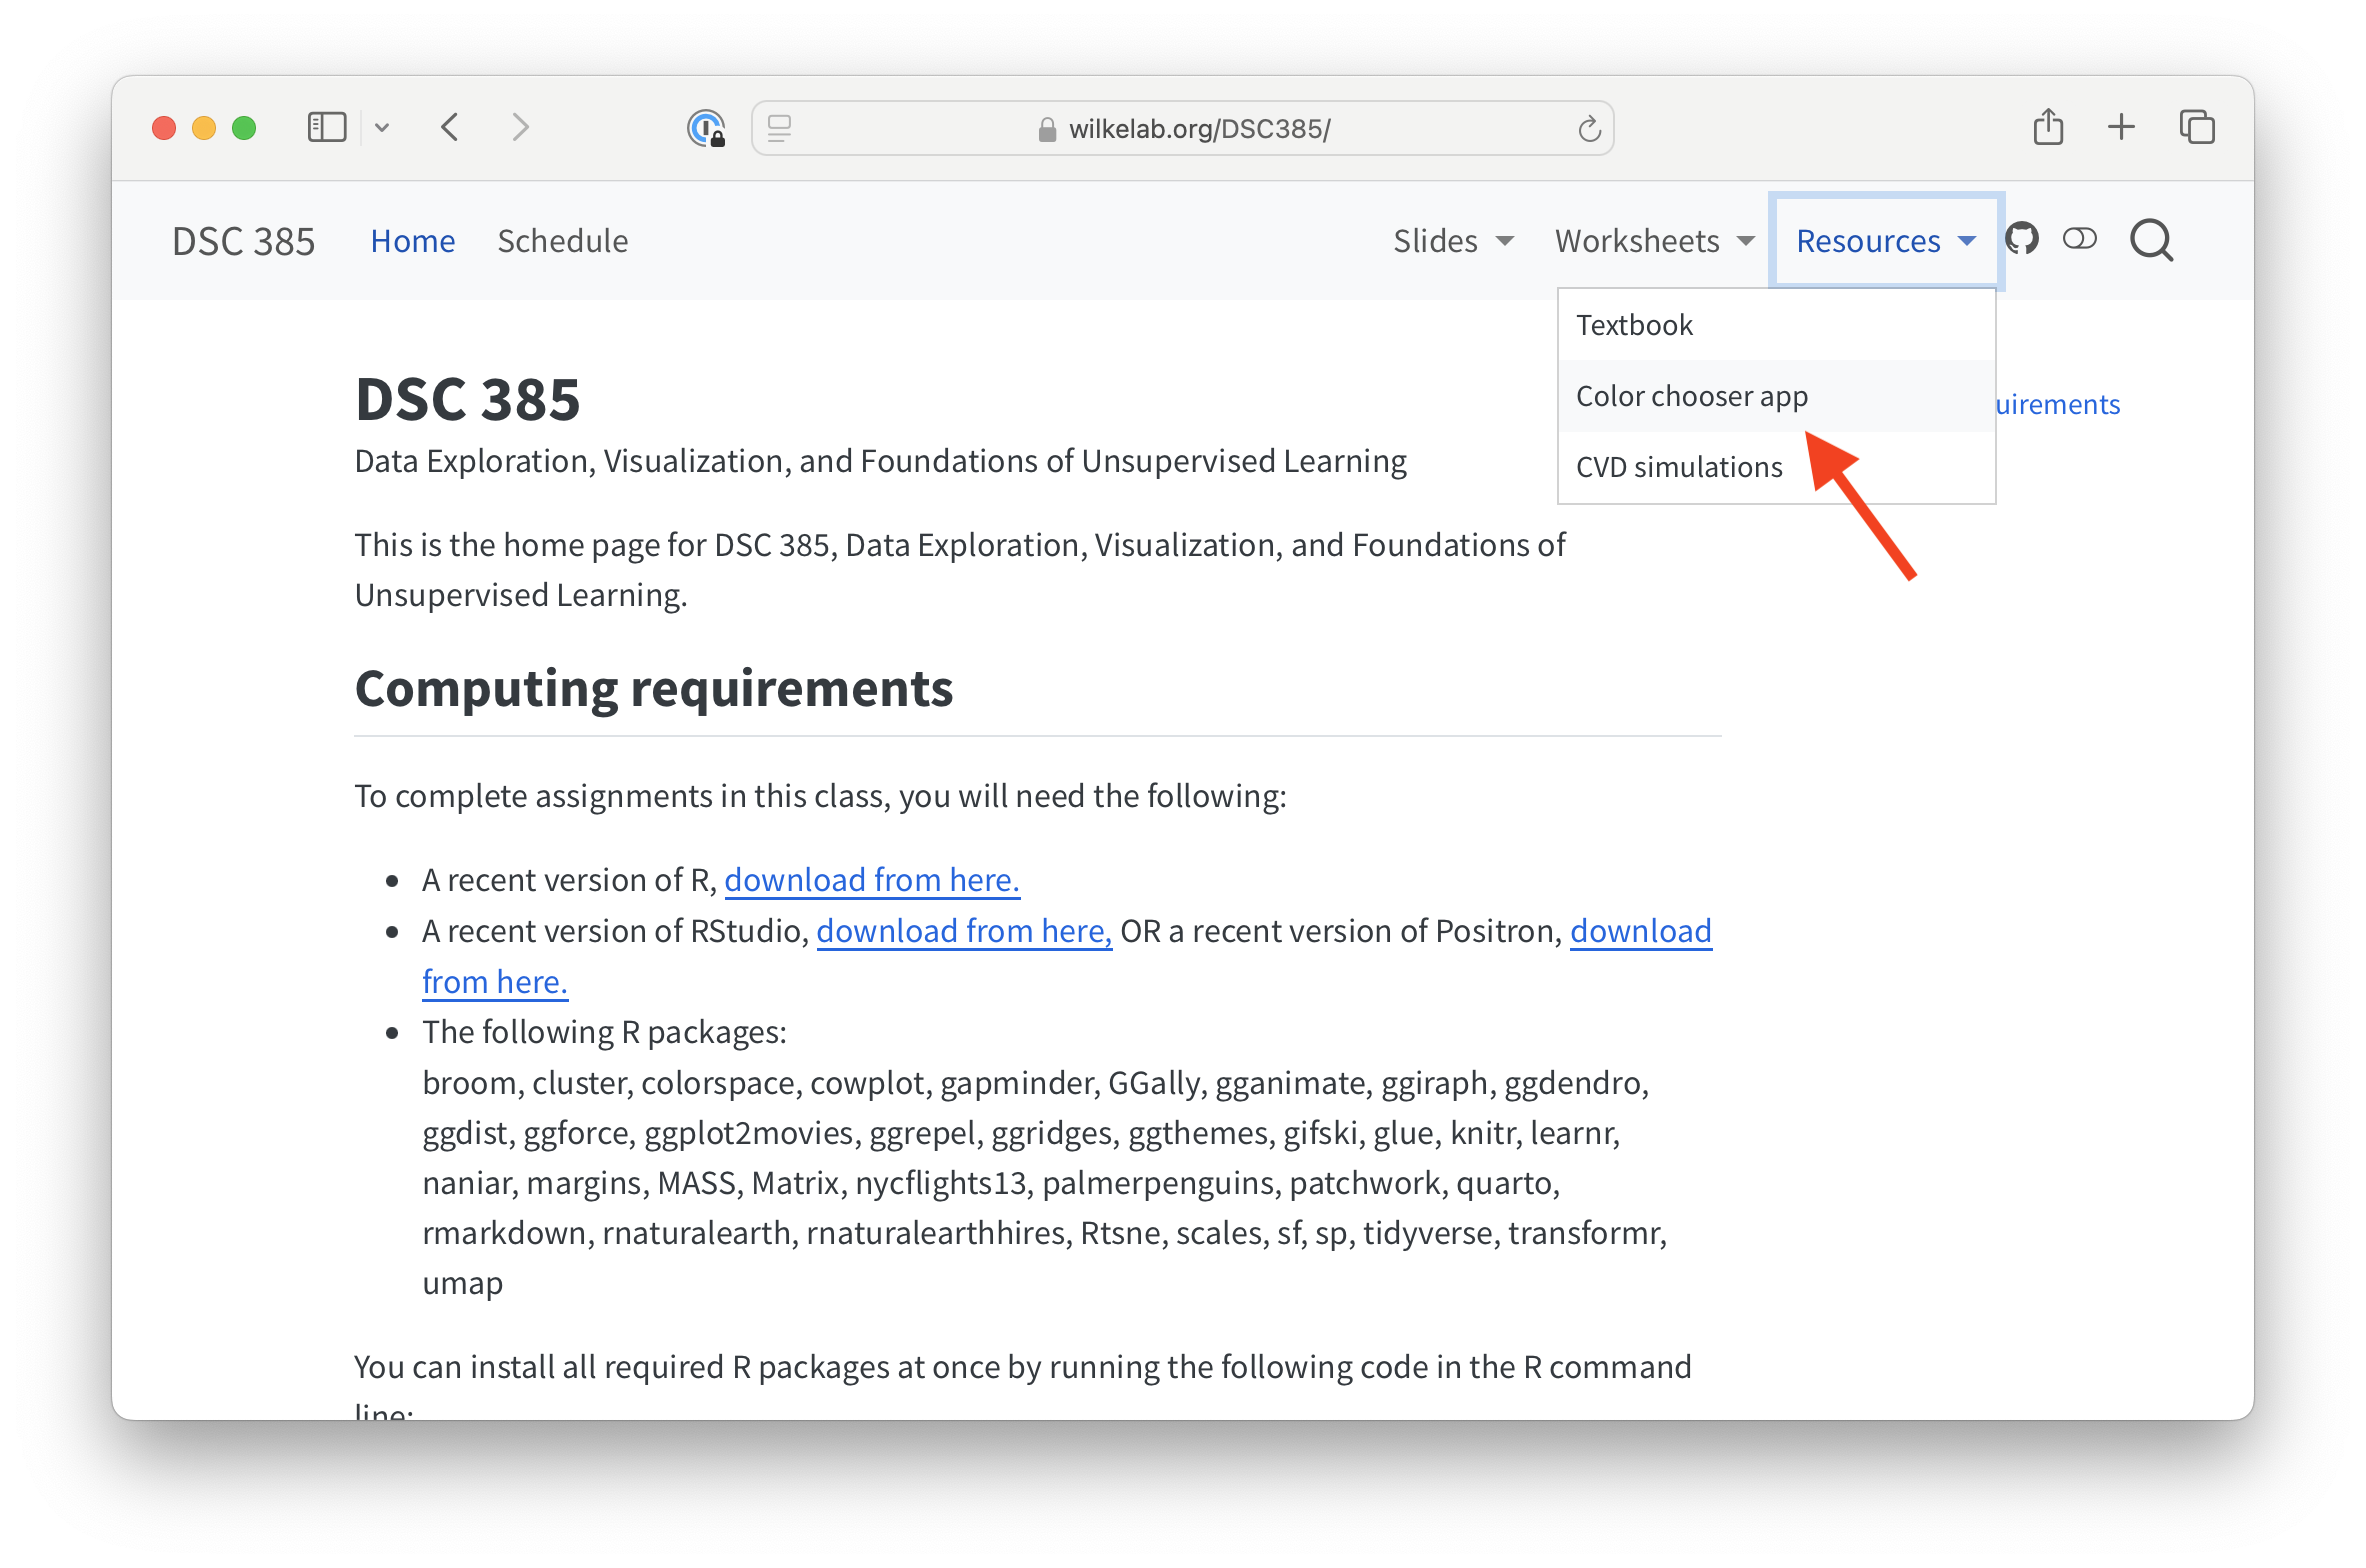 wilkelab.org/DSC385/
DSC 385 Home Schedule Slides Worksheets Resources
Textbook
Color chooser app
CVD simulations
uirements
DSC 385
Data Exploration, Visualization, and Foundations of Unsupervised Learning
This is the home page for DSC 385, Data Exploration, Visualization, and Foundations of
Unsupervised Learning.
Computing requirements
To complete assignments in this class, you will need the following:
• A recent version of R, download from here.
• A recent version of RStudio, download from here, OR a recent version of Positron, download
from here.
• The following R packages:
broom, cluster, colorspace, cowplot, gapminder, GGally, gganimate, ggiraph, ggdendro,
ggdist, ggforce, ggplot2movies, ggrepel, ggridges, ggthemes, gifski, glue, knitr, learnr,
naniar, margins, MASS, Matrix, nycflights13, palmerpenguins, patchwork, quarto,
rmarkdown, rnaturalearth, rnaturalearthhires, Rtsne, scales, sf, sp, tidyverse, transformr,
umap
You can install all required R packages at once by running the following code in the R command
line: